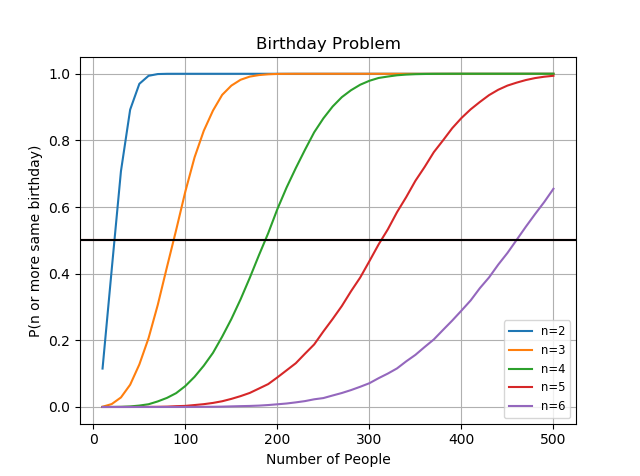 Birthday Problem
P(n or more same birthday)
1.0
0.8
0.6
0.4
0.2
0.0
0
100
200
300
400
500
Number of People
n=2
n=3
n=4
n=5
n=6